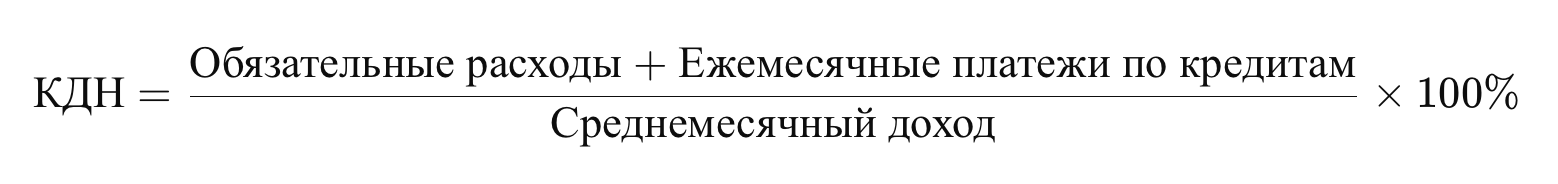 КДН = Обязательные расходы + Ежемесячные платежи по кредитам × 100%
Среднемесячный доход